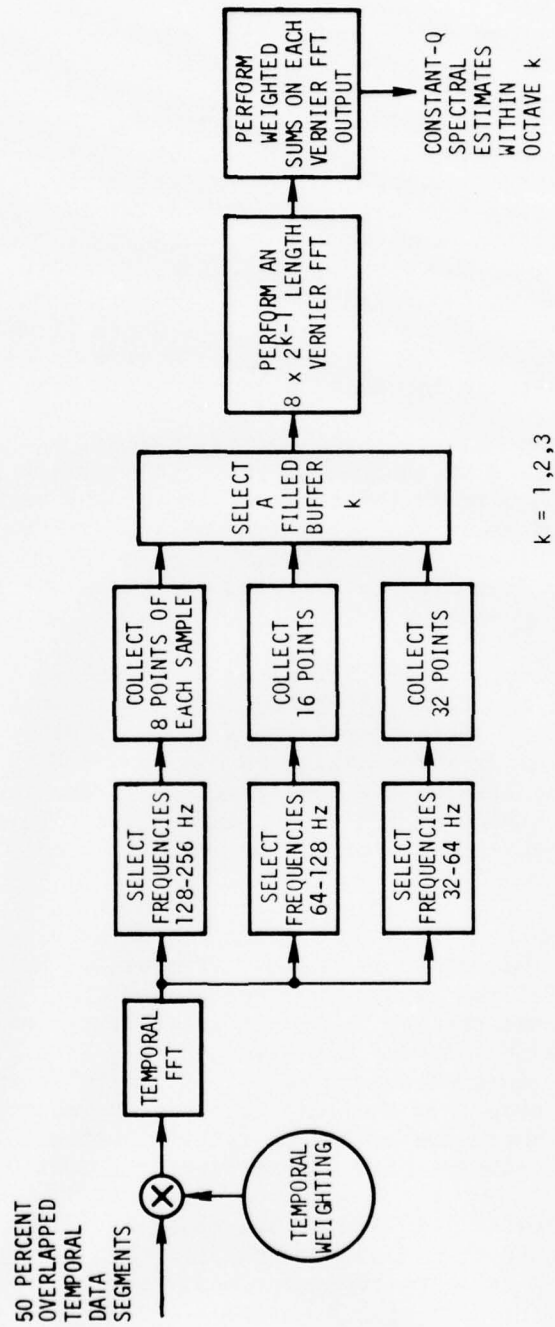 50 PERCENT
OVERLAPPED
TEMPORAL
DATA
SEGMENTS
TEMPORAL
WEIGHTING
TEMPORAL
FFT
SELECT
FREQUENCIES
128-256 Hz
COLLECT
8 POINTS OF
EACH SAMPLE
SELECT
FREQUENCIES
64-128 Hz
COLLECT
16 POINTS
SELECT
FREQUENCIES
32-64 Hz
COLLECT
32 POINTS
SELECT
A
FILLED
BUFFER
k
PERFORM AN
8 x 2^k-1 LENGTH
VERNIER FFT
PERFORM
WEIGHTED
SUMS ON EACH
VERNIER FFT
OUTPUT
CONSTANT-Q
SPECTRAL
ESTIMATES
WITHIN
OCTAVE k
k = 1,2,3